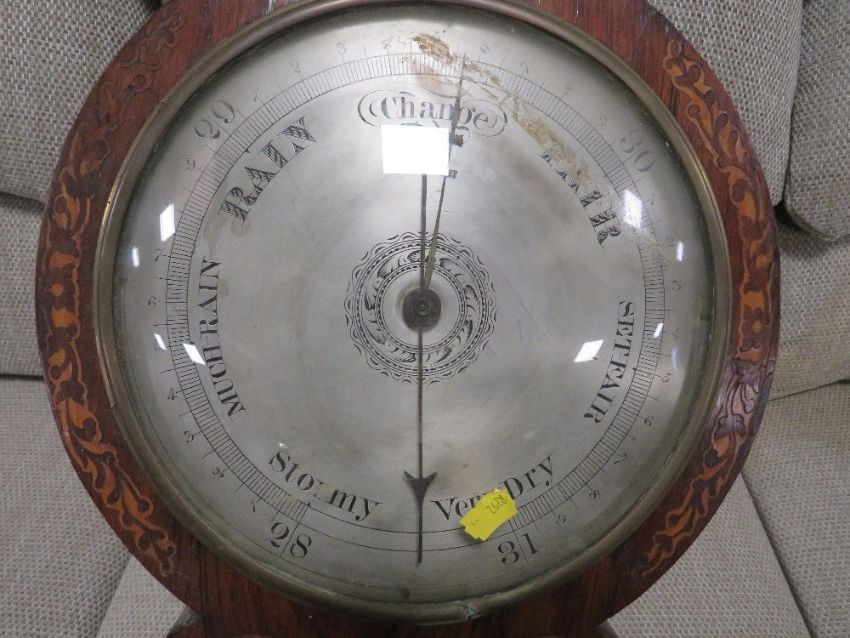 Change
29
30
RAIN
FAIR
MUCH RAIN
SET FAIR
Stormy
Very Dry
28
31